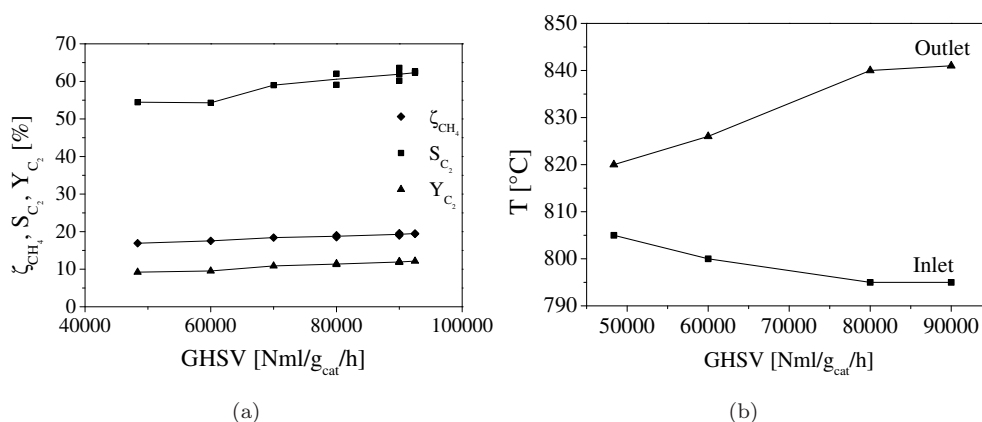 70
60
50
40
30
20
10
0
40000 60000 80000 100000
ζCH4, SC2, YC2 [%]
GHSV [Nml/gcat/h]
ζCH4
SC2
YC2
(a)
850
840
830
820
810
800
790
50000 60000 70000 80000 90000
T [°C]
GHSV [Nml/gcat/h]
Outlet
Inlet
(b)